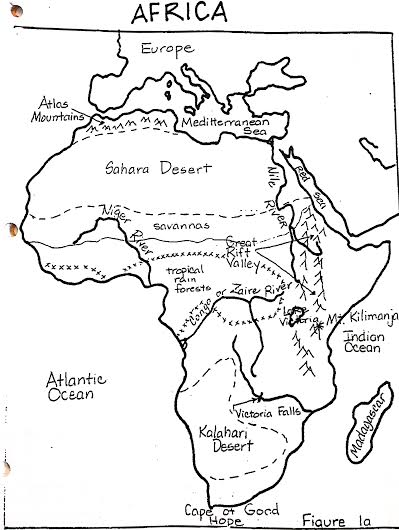 AFRICA
Europe
Atlas
Mountains
Mediterranean
Sea
Sahara Desert
Nile
River
Red Sea
Niger
River
savannas
Great
Rift
Valley
tropical
rain
forests
Congo or Zaire River
Lake
Victoria
Mt. Kilimanja
Indian
Ocean
Atlantic
Ocean
Victoria Falls
Kalahari
Desert
Madagascar
Cape of Good
Hope
Figure 1a